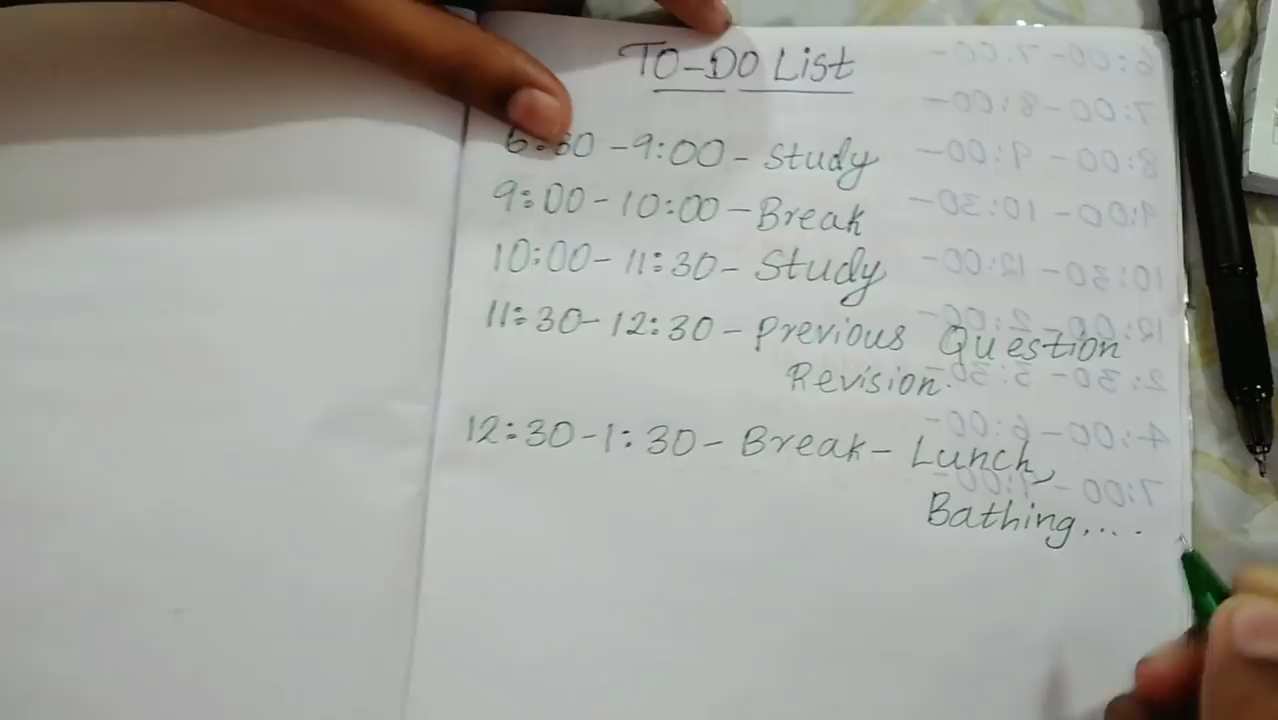 TO-DO List
6:30 -9:00 - Study
9:00 - 10:00 - Break
10:00 - 11:30 - Study
11:30 - 12:30 - Previous Question
Revision.
12:30 - 1:30 - Break - Lunch,
Bathing....